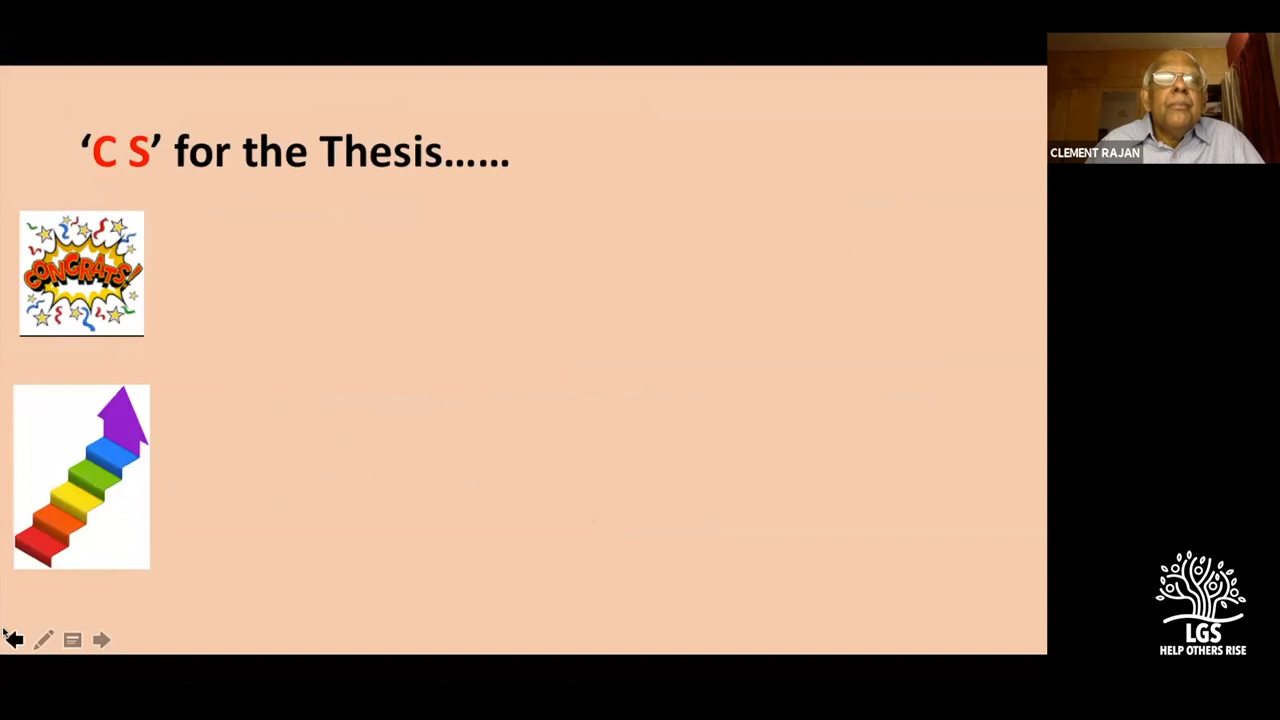 ‘C S’ for the Thesis......
CONGRATS!
CLEMENT RAJAN
LGS
HELP OTHERS RISE